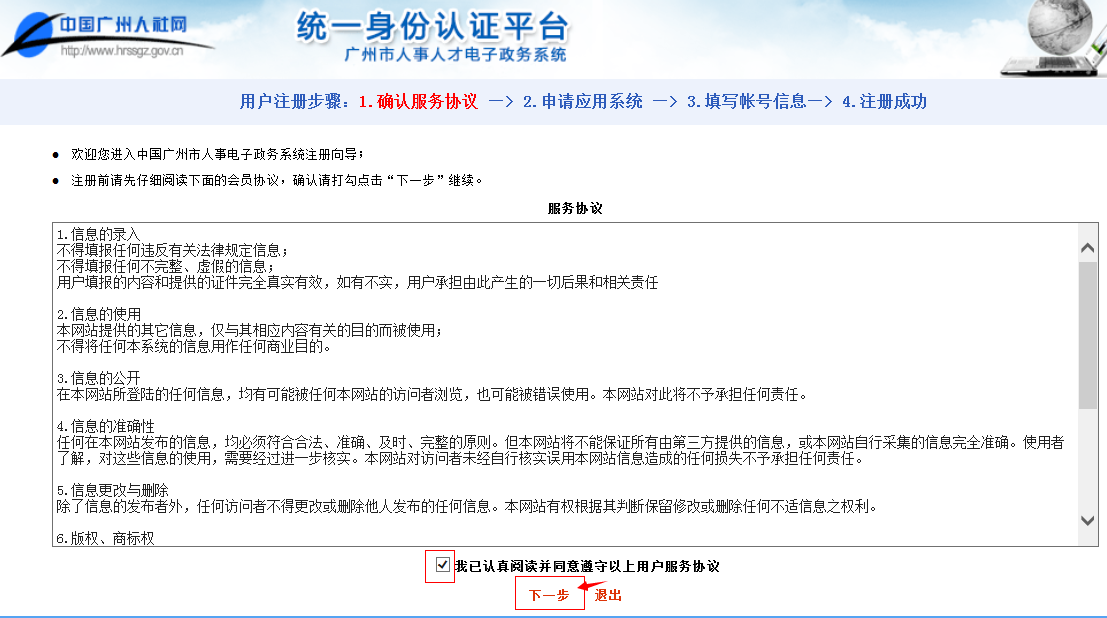 中国广州人社网
http://www.hrssgz.gov.cn
统一身份认证平台
广州市人事人才电子政务系统
用户注册步骤：1.确认服务协议 —> 2.申请应用系统 —> 3.填写帐号信息—> 4.注册成功
● 欢迎您进入中国广州市人事电子政务系统注册向导；
● 注册前请先仔细阅读下面的会员协议，确认请打勾点击“下一步”继续。
服务协议
1.信息的录入
不得填报任何违反有关法律规定信息；
不得填报任何不完整、虚假的信息；
用户填报的内容和提供的证件完全真实有效，如有不实，用户承担由此产生的一切后果和相关责任
2.信息的使用
本网站提供的其它信息，仅与其相应内容有关的目的而被使用；
不得将任何本系统的信息用作任何商业目的。
3.信息的公开
在本网站所登陆的任何信息，均有可能被任何本网站的访问者浏览，也可能被错误使用。本网站对此将不予承担任何责任。
4.信息的准确性
任何在本网站发布的信息，均必须符合合法、准确、及时、完整的原则。但本网站将不能保证所有由第三方提供的信息，或本网站自行采集的信息完全准确。使用者
了解，对这些信息的使用，需要经过进一步核实。本网站对访问者未经自行核实误用本网站信息造成的任何损失不予承担任何责任。
5.信息更改与删除
除了信息的发布者外，任何访问者不得更改或删除他人发布的任何信息。本网站有权根据其判断保留修改或删除任何不适信息之权利。
6.版权、商标权
我已认真阅读并同意遵守以上用户服务协议
下一步 退出